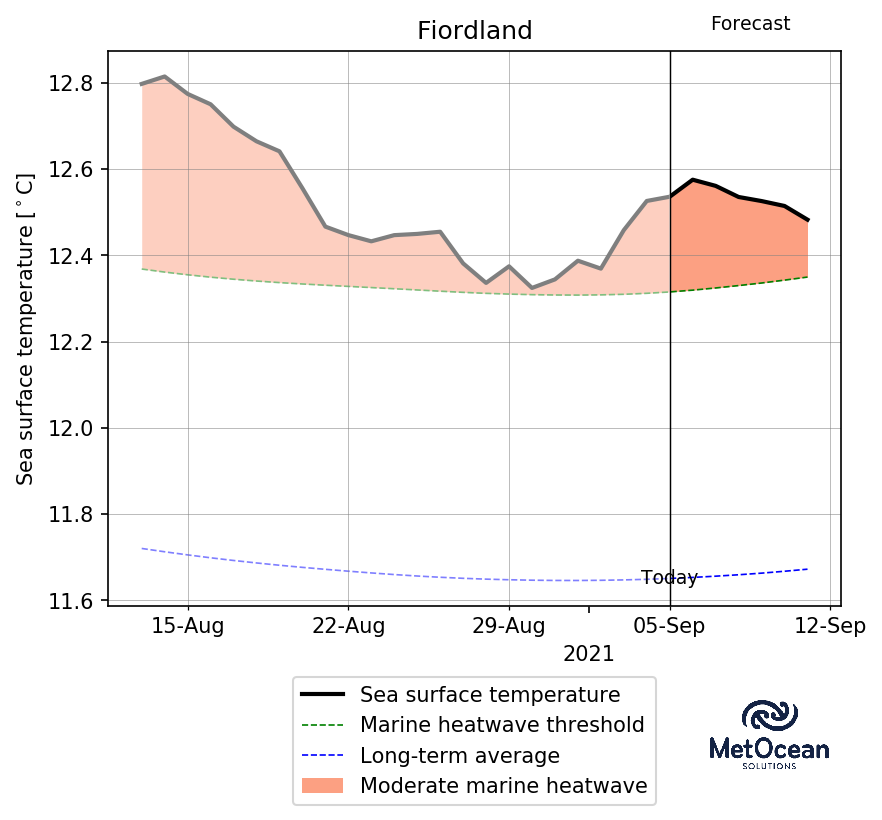 Fiordland
Forecast
Sea surface temperature [°C]
12.8
12.6
12.4
12.2
12.0
11.8
11.6
Today
15-Aug 22-Aug 29-Aug 05-Sep 12-Sep
2021
Sea surface temperature
Marine heatwave threshold
Long-term average
Moderate marine heatwave
MetOcean
SOLUTIONS